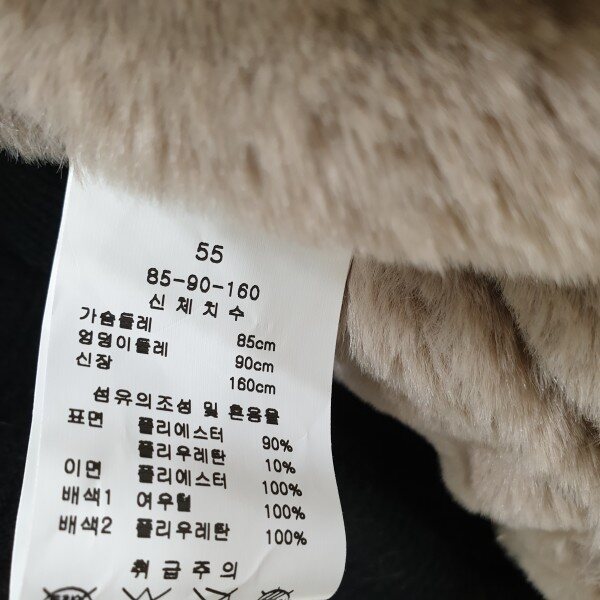 55
85-90-160
신체치수
가슴둘레 85cm
엉덩이둘레 90cm
신장 160cm
섬유의조성 및 혼용율
표면 폴리에스터 90%
폴리우레탄 10%
이면 폴리에스터 100%
배색1 여우털 100%
배색2 폴리우레탄 100%
취급주의